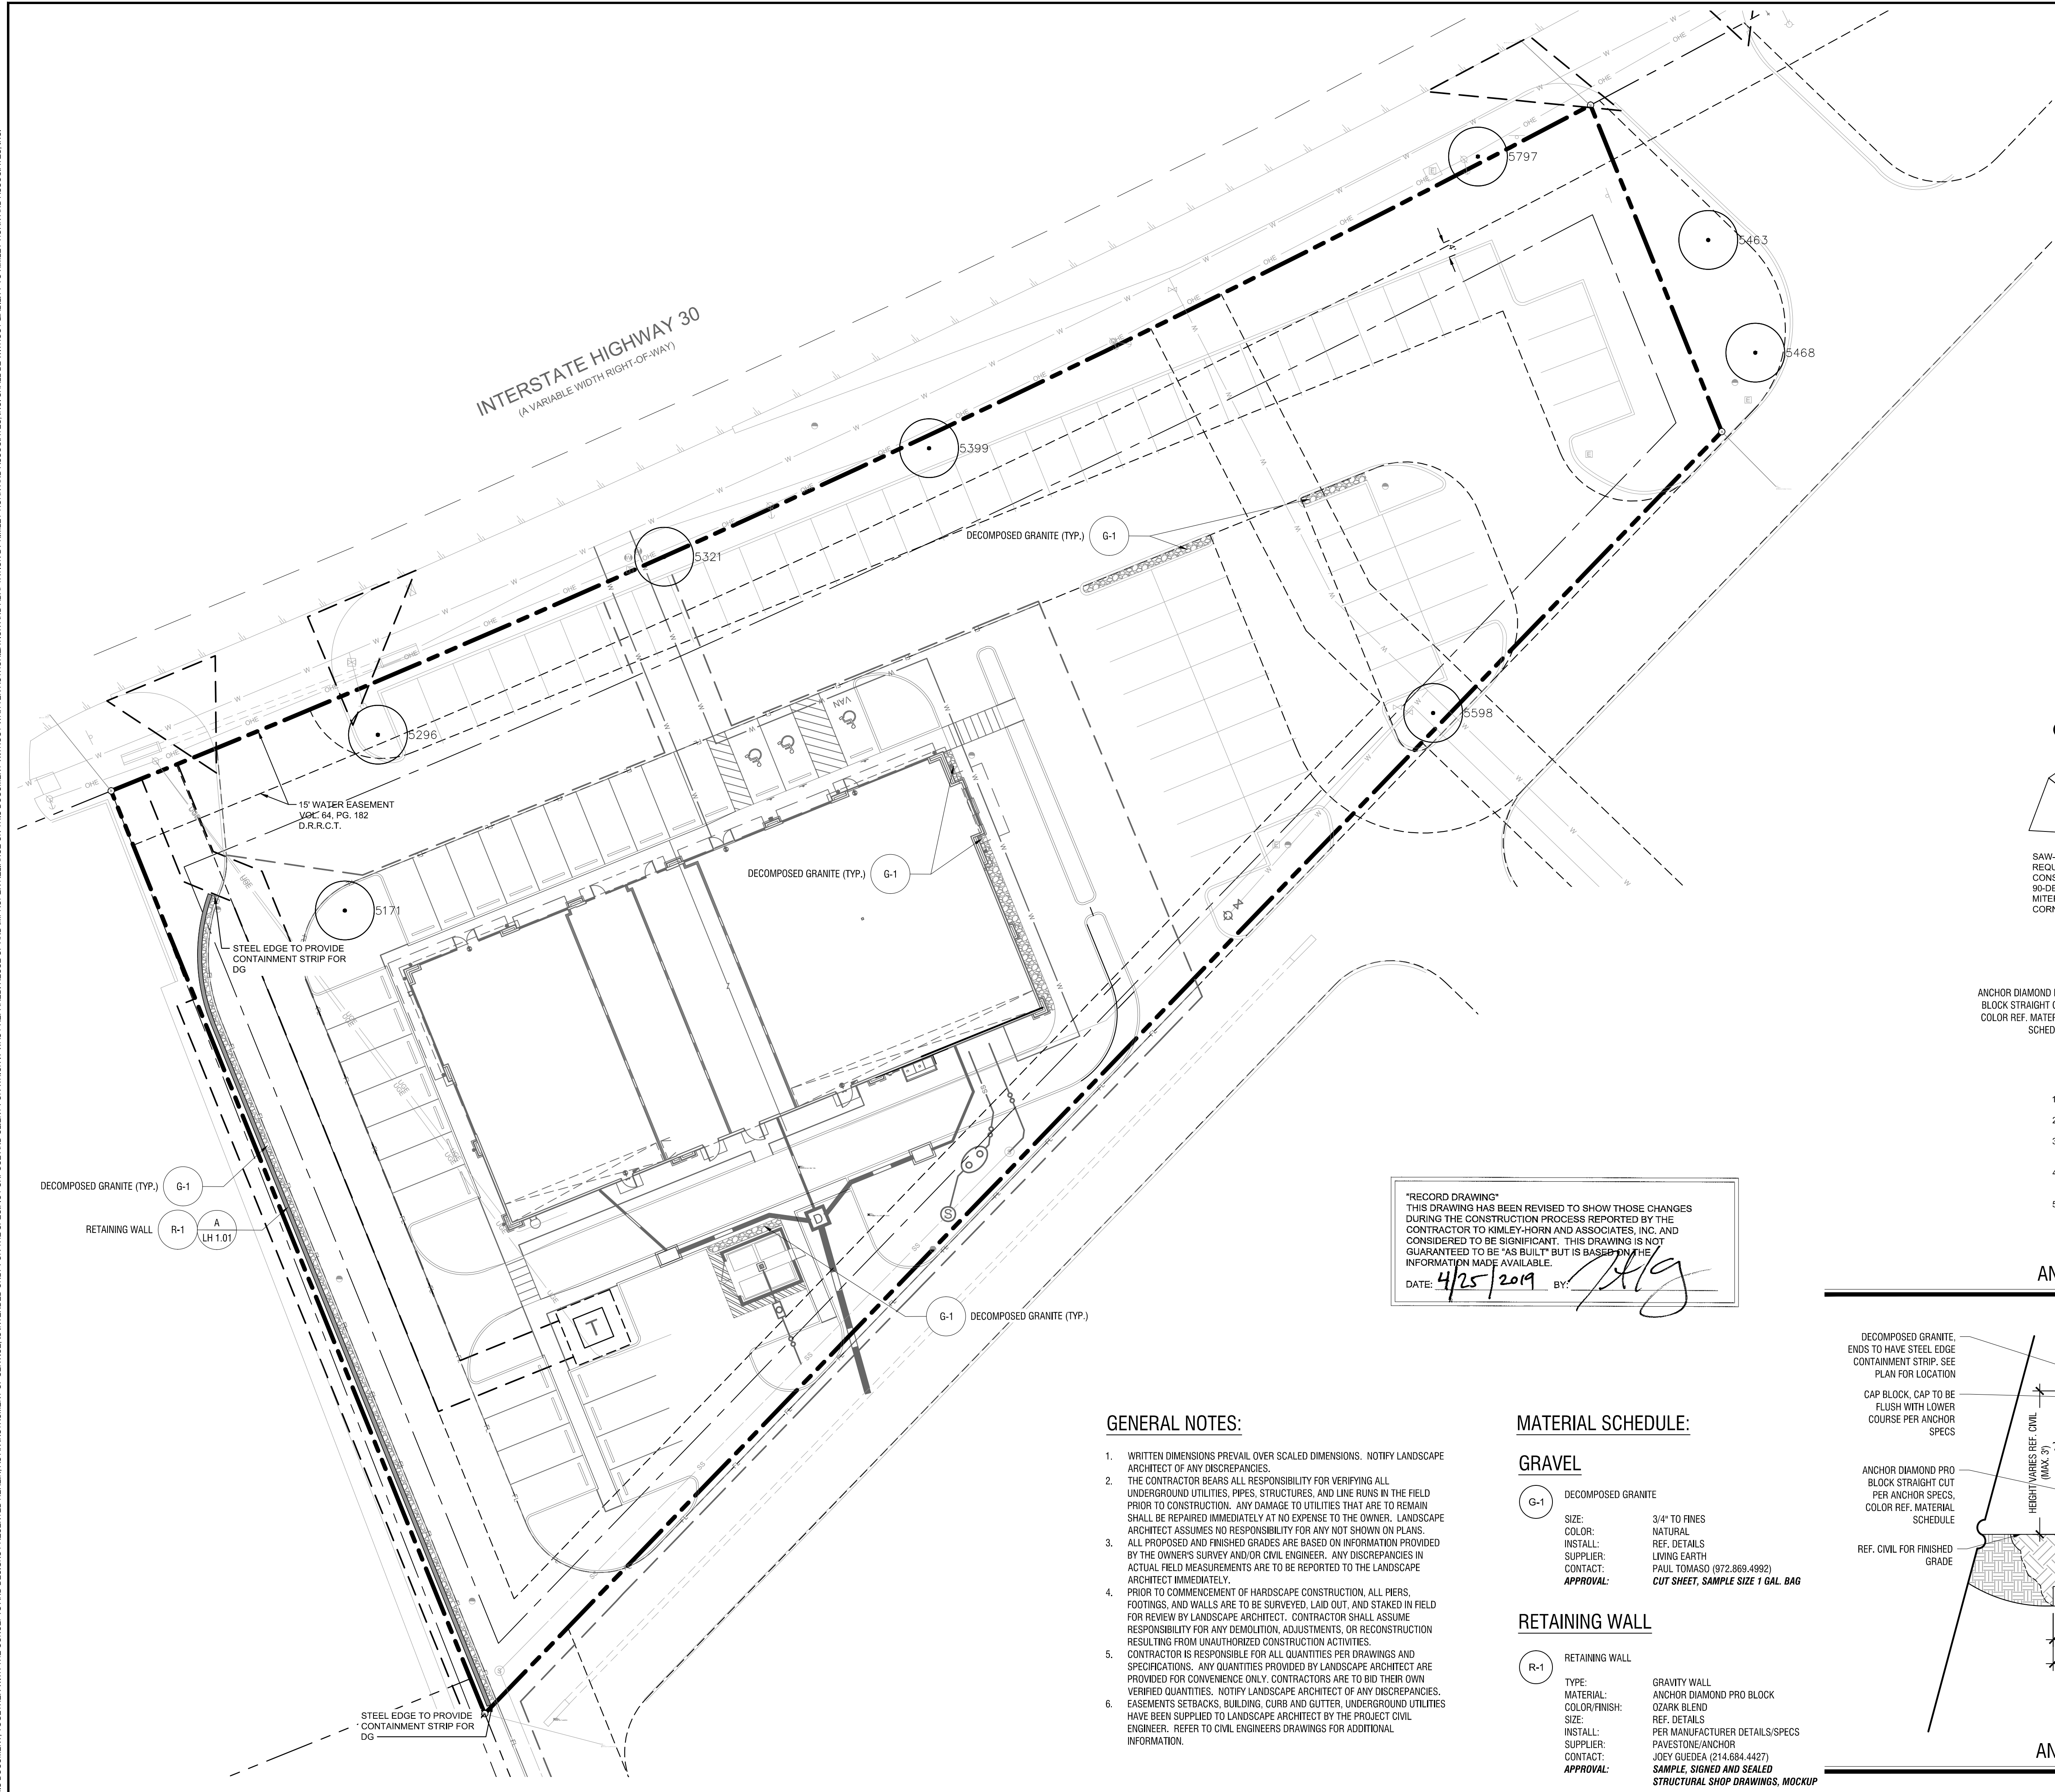 INTERSTATE HIGHWAY 30
(A VARIABLE WIDTH RIGHT-OF-WAY)
5797
5463
5468
5399
5321
5296
5598
5171
DECOMPOSED GRANITE (TYP.) G-1
15' WATER EASEMENT
VOL. 64, PG. 182
D.R.R.C.T.
VAN
DECOMPOSED GRANITE (TYP.) G-1
STEEL EDGE TO PROVIDE
CONTAINMENT STRIP FOR
DG
DECOMPOSED GRANITE (TYP.) G-1
RETAINING WALL R-1 A
LH 1.01
G-1 DECOMPOSED GRANITE (TYP.)
D
S
T
STEEL EDGE TO PROVIDE
CONTAINMENT STRIP FOR
DG
"RECORD DRAWING"
THIS DRAWING HAS BEEN REVISED TO SHOW THOSE CHANGES
DURING THE CONSTRUCTION PROCESS REPORTED BY THE
CONTRACTOR TO KIMLEY-HORN AND ASSOCIATES, INC. AND
CONSIDERED TO BE SIGNIFICANT. THIS DRAWING IS NOT
GUARANTEED TO BE "AS BUILT" BUT IS BASED ON THE
INFORMATION MADE AVAILABLE.
DATE: 4/25/2019 BY:
GENERAL NOTES:
1. WRITTEN DIMENSIONS PREVAIL OVER SCALED DIMENSIONS. NOTIFY LANDSCAPE
ARCHITECT OF ANY DISCREPANCIES.
2. THE CONTRACTOR BEARS ALL RESPONSIBILITY FOR VERIFYING ALL
UNDERGROUND UTILITIES, PIPES, STRUCTURES, AND LINE RUNS IN THE FIELD
PRIOR TO CONSTRUCTION. ANY DAMAGE TO UTILITIES THAT ARE TO REMAIN
SHALL BE REPAIRED IMMEDIATELY AT NO EXPENSE TO THE OWNER. LANDSCAPE
ARCHITECT ASSUMES NO RESPONSIBILITY FOR ANY NOT SHOWN ON PLANS.
3. ALL PROPOSED AND FINISHED GRADES ARE BASED ON INFORMATION PROVIDED
BY THE OWNER'S SURVEY AND/OR CIVIL ENGINEER. ANY DISCREPANCIES IN
ACTUAL FIELD MEASUREMENTS ARE TO BE REPORTED TO THE LANDSCAPE
ARCHITECT IMMEDIATELY.
4. PRIOR TO COMMENCEMENT OF HARDSCAPE CONSTRUCTION, ALL PIERS,
FOOTINGS, AND WALLS ARE TO BE SURVEYED, LAID OUT, AND STAKED IN FIELD
FOR REVIEW BY LANDSCAPE ARCHITECT. CONTRACTOR SHALL ASSUME
RESPONSIBILITY FOR ANY DEMOLITION, ADJUSTMENTS, OR RECONSTRUCTION
RESULTING FROM UNAUTHORIZED CONSTRUCTION ACTIVITIES.
5. CONTRACTOR IS RESPONSIBLE FOR ALL QUANTITIES PER DRAWINGS AND
SPECIFICATIONS. ANY QUANTITIES PROVIDED BY LANDSCAPE ARCHITECT ARE
PROVIDED FOR CONVENIENCE ONLY. CONTRACTORS ARE TO BID THEIR OWN
VERIFIED QUANTITIES. NOTIFY LANDSCAPE ARCHITECT OF ANY DISCREPANCIES.
6. EASEMENTS SETBACKS, BUILDING, CURB AND GUTTER, UNDERGROUND UTILITIES
HAVE BEEN SUPPLIED TO LANDSCAPE ARCHITECT BY THE PROJECT CIVIL
ENGINEER. REFER TO CIVIL ENGINEERS DRAWINGS FOR ADDITIONAL
INFORMATION.
MATERIAL SCHEDULE:
GRAVEL
G-1 DECOMPOSED GRANITE
SIZE: 3/4" TO FINES
COLOR: NATURAL
INSTALL: REF. DETAILS
SUPPLIER: LIVING EARTH
CONTACT: PAUL TOMASO (972.869.4992)
APPROVAL: CUT SHEET, SAMPLE SIZE 1 GAL. BAG
RETAINING WALL
R-1 RETAINING WALL
TYPE: GRAVITY WALL
MATERIAL: ANCHOR DIAMOND PRO BLOCK
COLOR/FINISH: OZARK BLEND
SIZE: REF. DETAILS
INSTALL: PER MANUFACTURER DETAILS/SPECS
SUPPLIER: PAVESTONE/ANCHOR
CONTACT: JOEY GUEDEA (214.684.4427)
APPROVAL: SAMPLE, SIGNED AND SEALED
STRUCTURAL SHOP DRAWINGS, MOCKUP
SAW-
REQU
CONS
90-DE
MITER
CORN
ANCHOR DIAMOND
BLOCK STRAIGHT
COLOR REF. MATER
SCHED
DECOMPOSED GRANITE,
ENDS TO HAVE STEEL EDGE
CONTAINMENT STRIP. SEE
PLAN FOR LOCATION
CAP BLOCK, CAP TO BE
FLUSH WITH LOWER
COURSE PER ANCHOR
SPECS
ANCHOR DIAMOND PRO
BLOCK STRAIGHT CUT
PER ANCHOR SPECS,
COLOR REF. MATERIAL
SCHEDULE
REF. CIVIL FOR FINISHED
GRADE
HEIGHT VARIES REF. CIVIL
(MAX. 3')
AN
AN